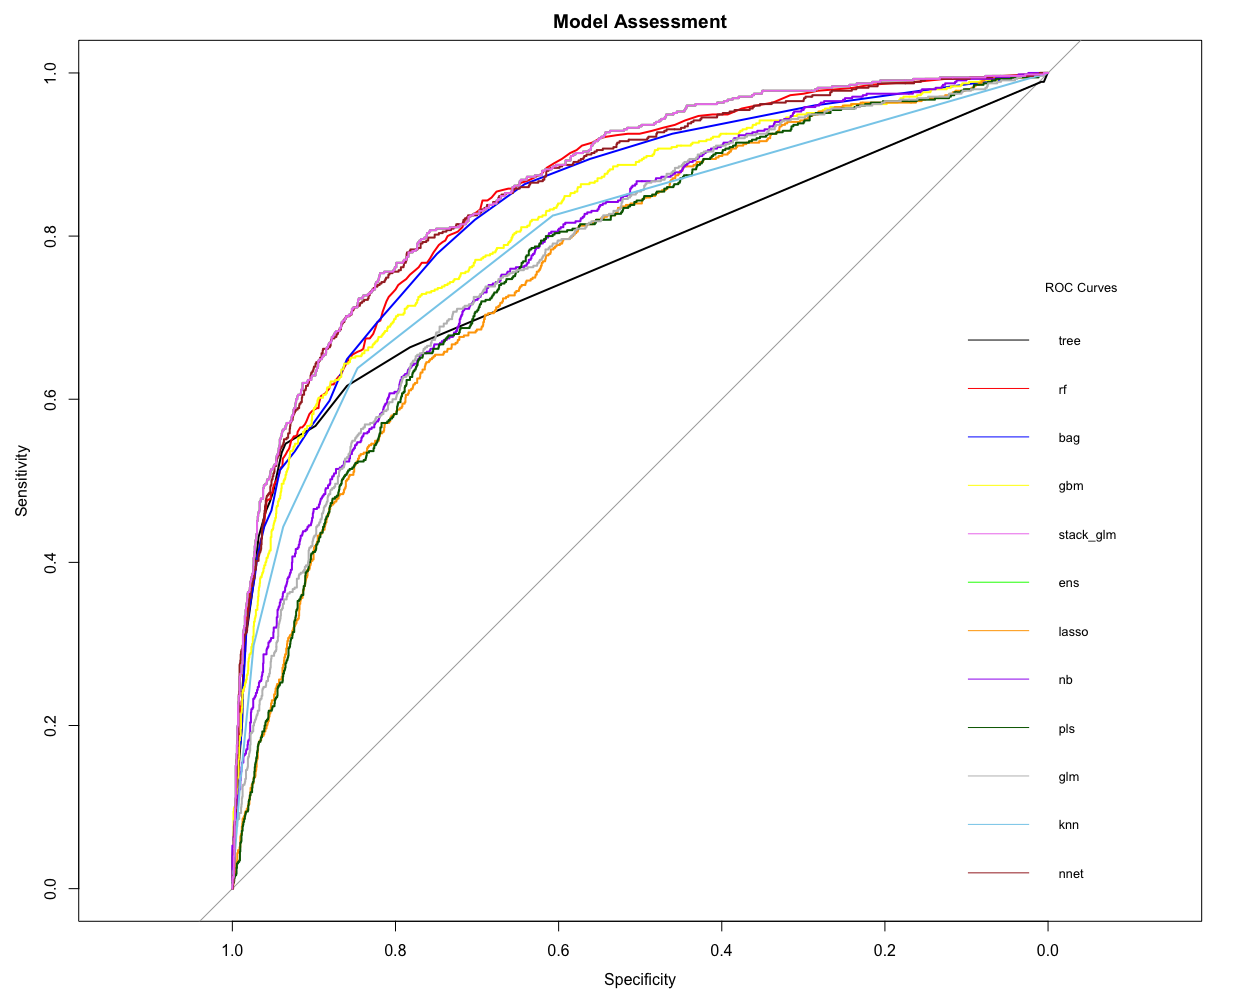 Model Assessment
1.0
0.8
0.6
0.4
0.2
0.0
Sensitivity
ROC Curves
tree
rf
bag
gbm
stack_glm
ens
lasso
nb
pls
glm
knn
nnet
1.0
0.8
0.6
0.4
0.2
0.0
Specificity